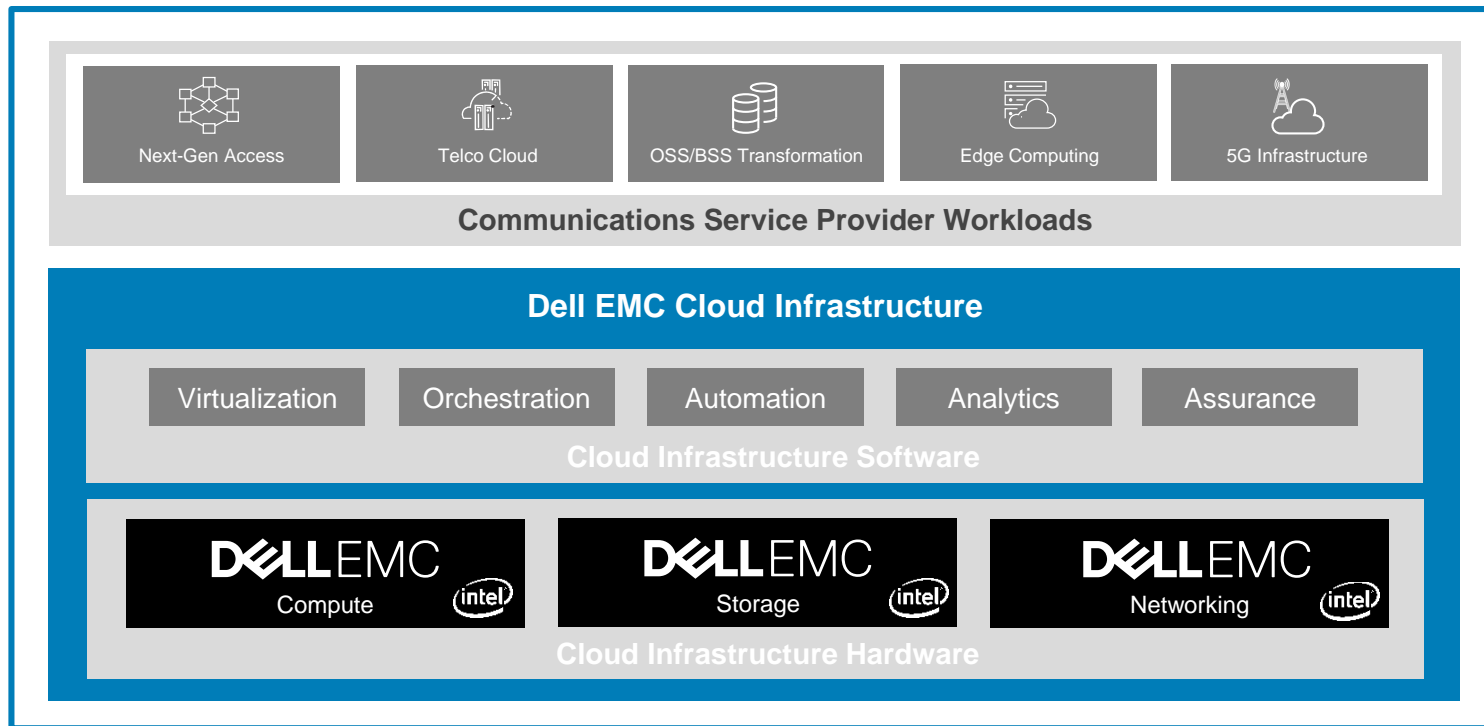 Next-Gen Access
Telco Cloud
OSS/BSS Transformation
Edge Computing
5G Infrastructure
Communications Service Provider Workloads
Dell EMC Cloud Infrastructure
Virtualization
Orchestration
Automation
Analytics
Assurance
Cloud Infrastructure Software
DELLEMC
Compute
intel
DELLEMC
Storage
intel
DELLEMC
Networking
intel
Cloud Infrastructure Hardware